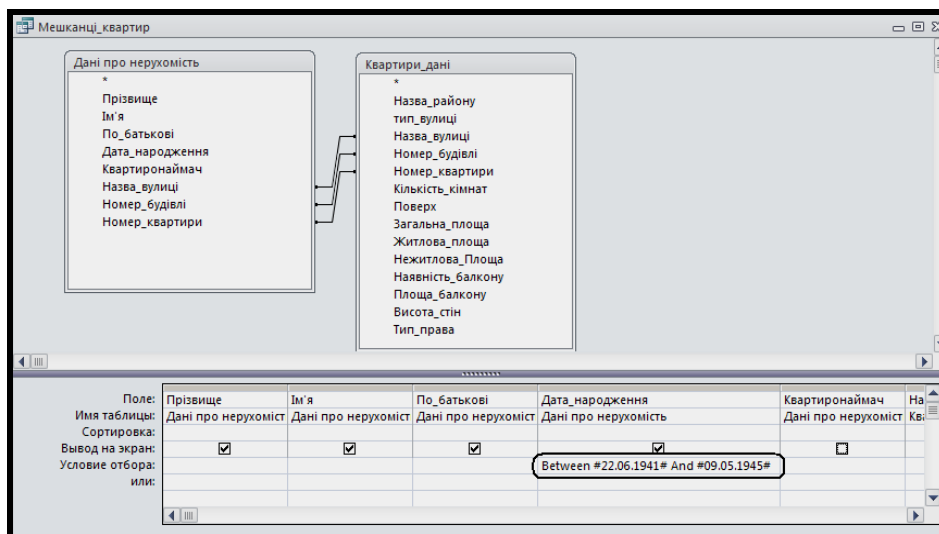 Мешканці_квартир
Дані про нерухомість
*
Прізвище
Ім'я
По_батькові
Дата_народження
Квартиронаймач
Назва_вулиці
Номер_будівлі
Номер_квартири
Квартири_дані
*
Назва_району
тип_вулиці
Назва_вулиці
Номер_будівлі
Номер_квартири
Кількість_кімнат
Поверх
Загальна_площа
Житлова_площа
Нежитлова_Площа
Наявність_балкону
Площа_балкону
Висота_стін
Тип_права
Поле: Прізвище Ім'я По_батькові Дата_народження Квартиронаймач На
Имя таблицы: Дані про нерухоміст Дані про нерухоміст Дані про нерухоміст Дані про нерухомість Дані про нерухоміст Ква
Сортировка:
Вывод на экран:
Условие отбора: Between #22.06.1941# And #09.05.1945#
или: